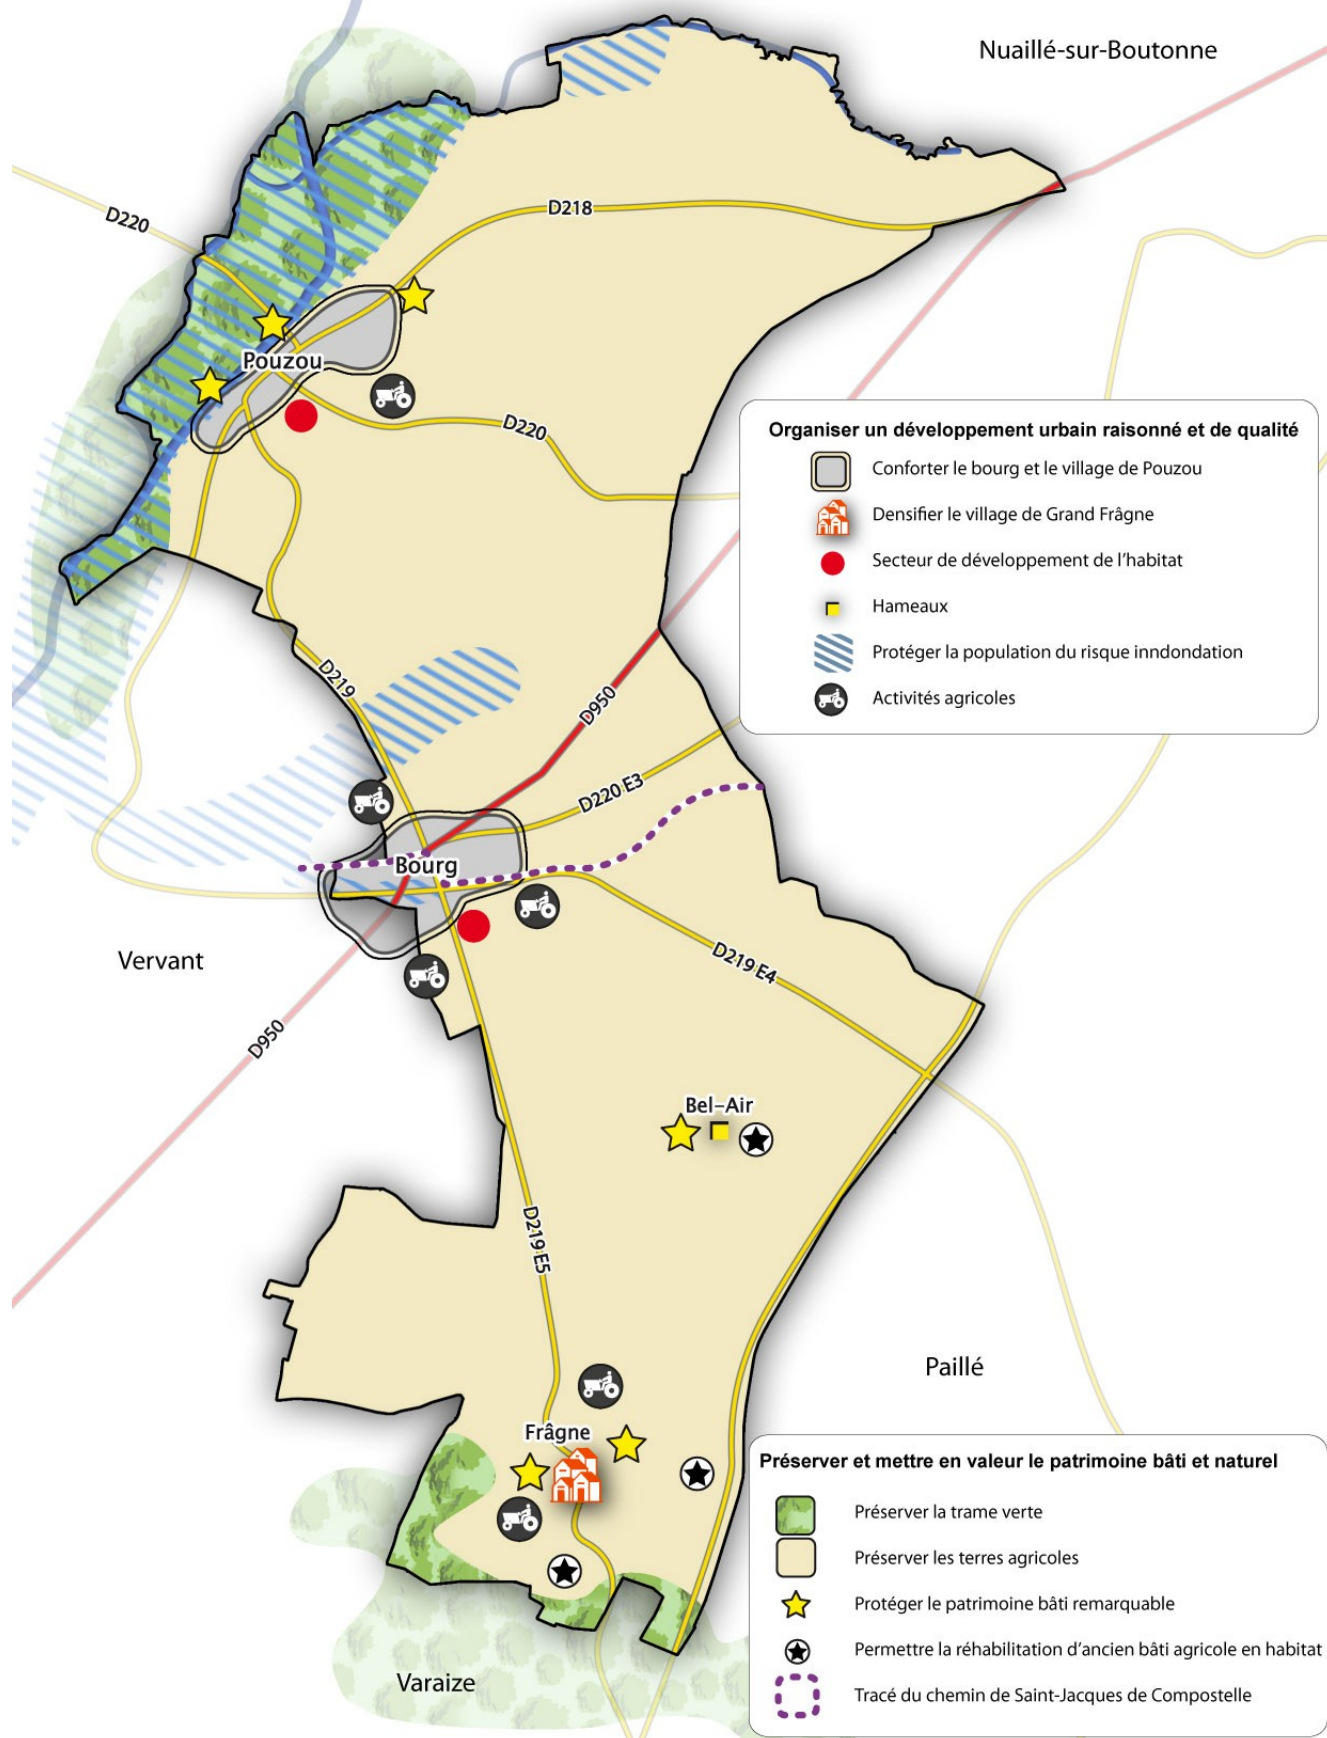 Nuaillé-sur-Boutonne
D220
D218
Pouzou
D220
Organiser un développement urbain raisonné et de qualité
Conforter le bourg et le village de Pouzou
Densifier le village de Grand Frâgne
Secteur de développement de l'habitat
Hameaux
Protéger la population du risque inndondation
Activités agricoles
D219
D950
D220 E3
Bourg
Vervant
D219 E4
D950
Bel-Air
D219 E5
Paillé
Frâgne
Préserver et mettre en valeur le patrimoine bâti et naturel
Préserver la trame verte
Préserver les terres agricoles
Protéger le patrimoine bâti remarquable
Permettre la réhabilitation d'ancien bâti agricole en habitat
Tracé du chemin de Saint-Jacques de Compostelle
Varaize